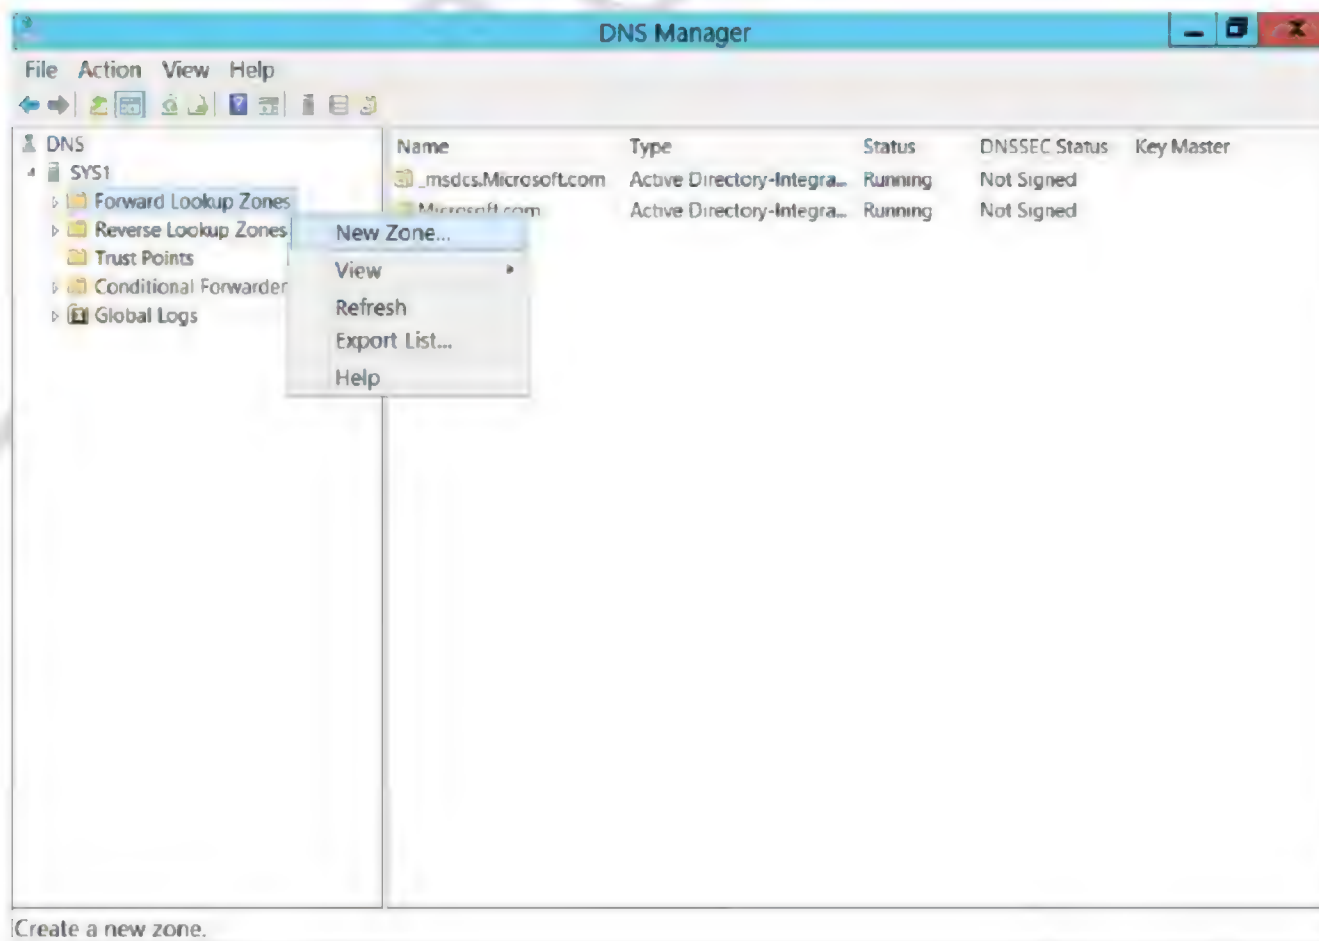 DNS Manager
File Action View Help
DNS
SYS1
Forward Lookup Zones
Reverse Lookup Zones
Trust Points
Conditional Forwarder
Global Logs
Name Type Status DNSSEC Status Key Master
_msdcs.Microsoft.com Active Directory-Integra... Running Not Signed
Microsoft.com Active Directory-Integra... Running Not Signed
New Zone...
View
Refresh
Export List...
Help
Create a new zone.